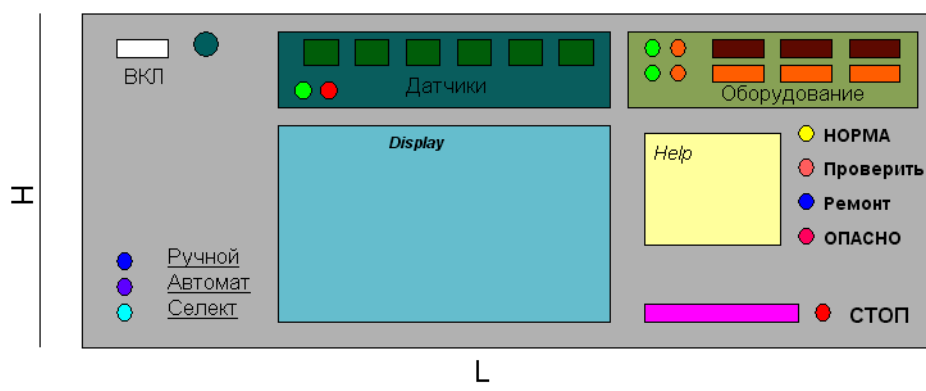 ВКЛ
Датчики
Оборудование
Display
Help
НОРМА
Проверить
Ремонт
ОПАСНО
H
Ручной
Автомат
Селект
СТОП
L